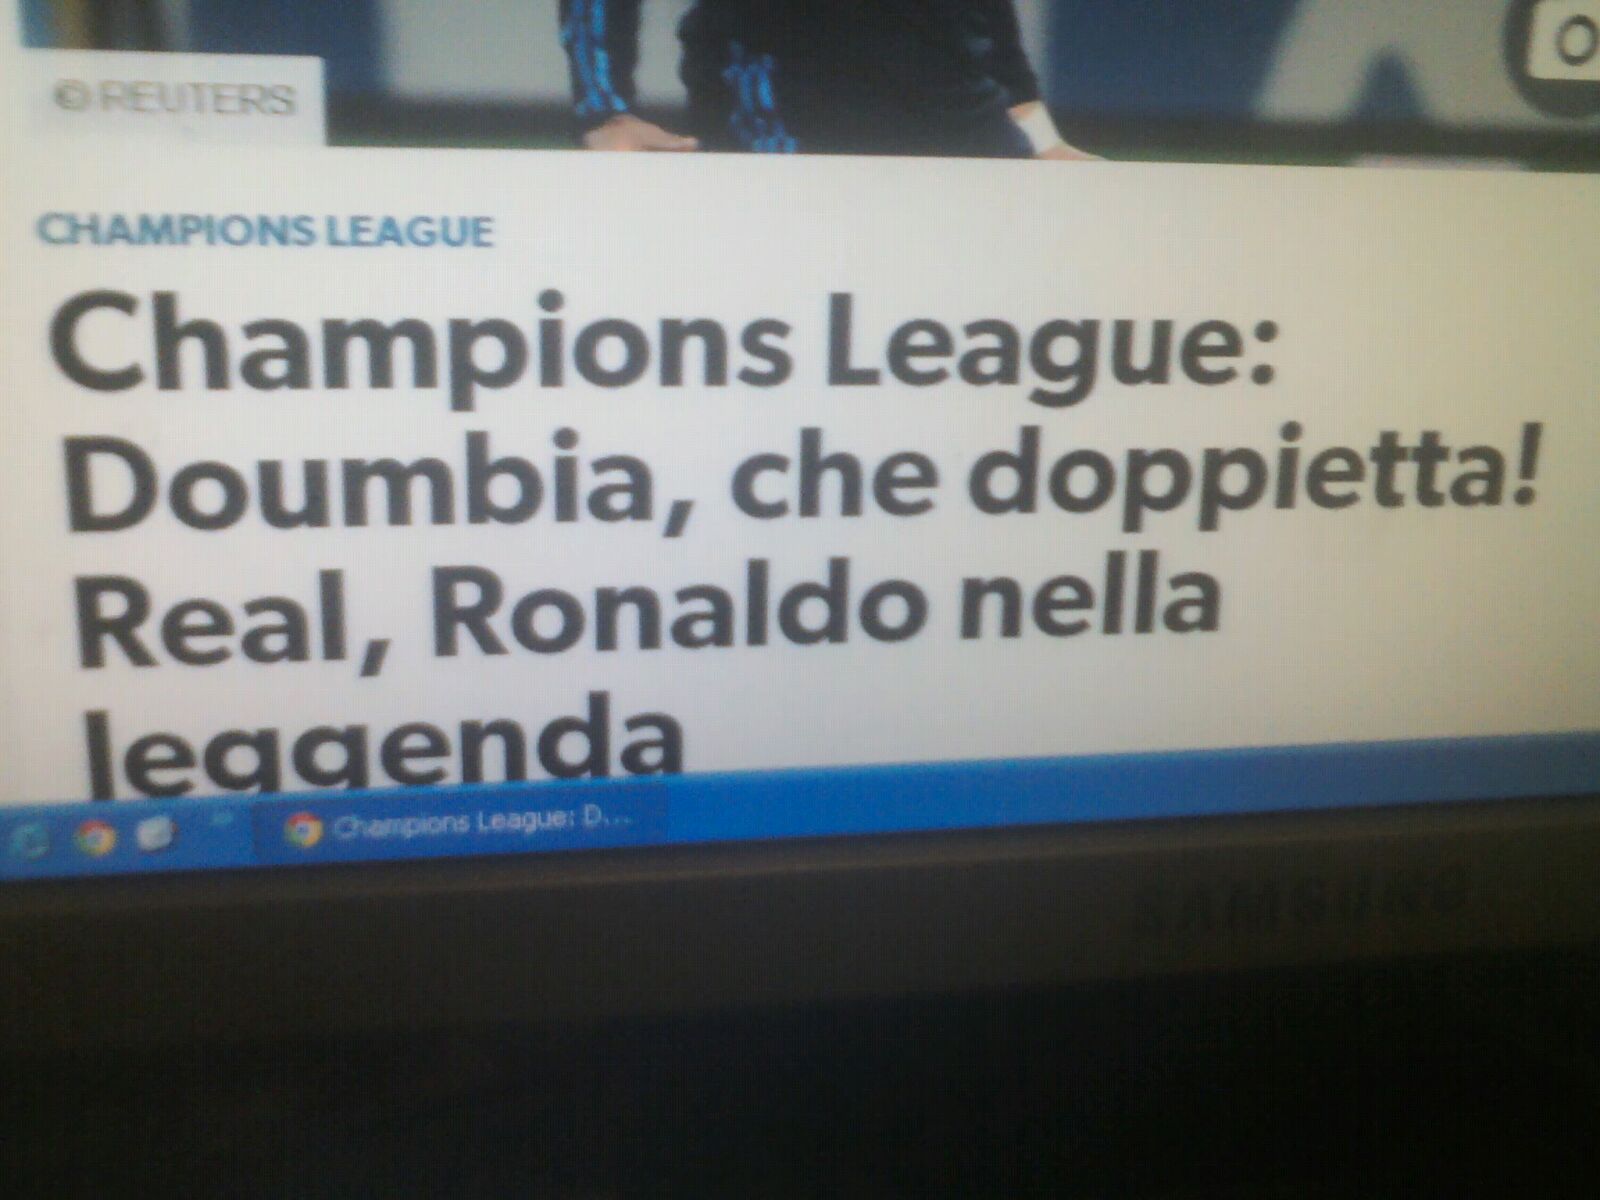 © REUTERS
CHAMPIONS LEAGUE
Champions League:
Doumbia, che doppietta!
Real, Ronaldo nella
leggenda
Champions League: D...
SAMSUNG